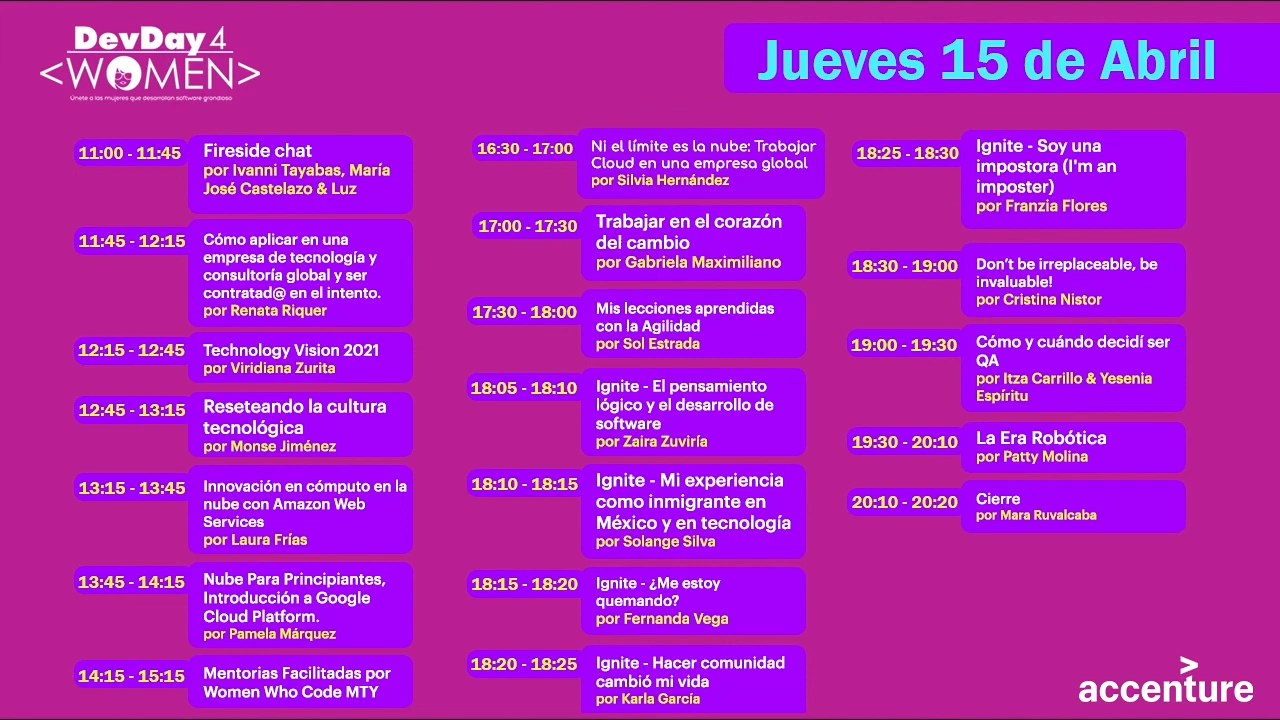 DevDay 4
<WOMEN>
Únete a las mujeres que desarrollan software grandioso
Jueves 15 de Abril
11:00 - 11:45
Fireside chat
por Ivanni Tayabas, María
José Castelazo & Luz
11:45 - 12:15
Cómo aplicar en una
empresa de tecnología y
consultoría global y ser
contratad@ en el intento.
por Renata Riquer
12:15 - 12:45
Technology Vision 2021
por Viridiana Zurita
12:45 - 13:15
Reseteando la cultura
tecnológica
por Monse Jiménez
13:15 - 13:45
Innovación en cómputo en la
nube con Amazon Web
Services
por Laura Frías
13:45 - 14:15
Nube Para Principiantes,
Introducción a Google
Cloud Platform.
por Pamela Márquez
14:15 - 15:15
Mentorias Facilitadas por
Women Who Code MTY
16:30 - 17:00
Ni el límite es la nube: Trabajar
Cloud en una empresa global
por Silvia Hernández
17:00 - 17:30
Trabajar en el corazón
del cambio
por Gabriela Maximiliano
17:30 - 18:00
Mis lecciones aprendidas
con la Agilidad
por Sol Estrada
18:05 - 18:10
Ignite - El pensamiento
lógico y el desarrollo de
software
por Zaira Zuviría
18:10 - 18:15
Ignite - Mi experiencia
como inmigrante en
México y en tecnología
por Solange Silva
18:15 - 18:20
Ignite - ¿Me estoy
quemando?
por Fernanda Vega
18:20 - 18:25
Ignite - Hacer comunidad
cambió mi vida
por Karla García
18:25 - 18:30
Ignite - Soy una
impostora (I'm an
imposter)
por Franzia Flores
18:30 - 19:00
Don't be irreplaceable, be
invaluable!
por Cristina Nistor
19:00 - 19:30
Cómo y cuándo decidí ser
QA
por Itza Carrillo & Yesenia
Espíritu
19:30 - 20:10
La Era Robótica
por Patty Molina
20:10 - 20:20
Cierre
por Mara Ruvalcaba
>
accenture